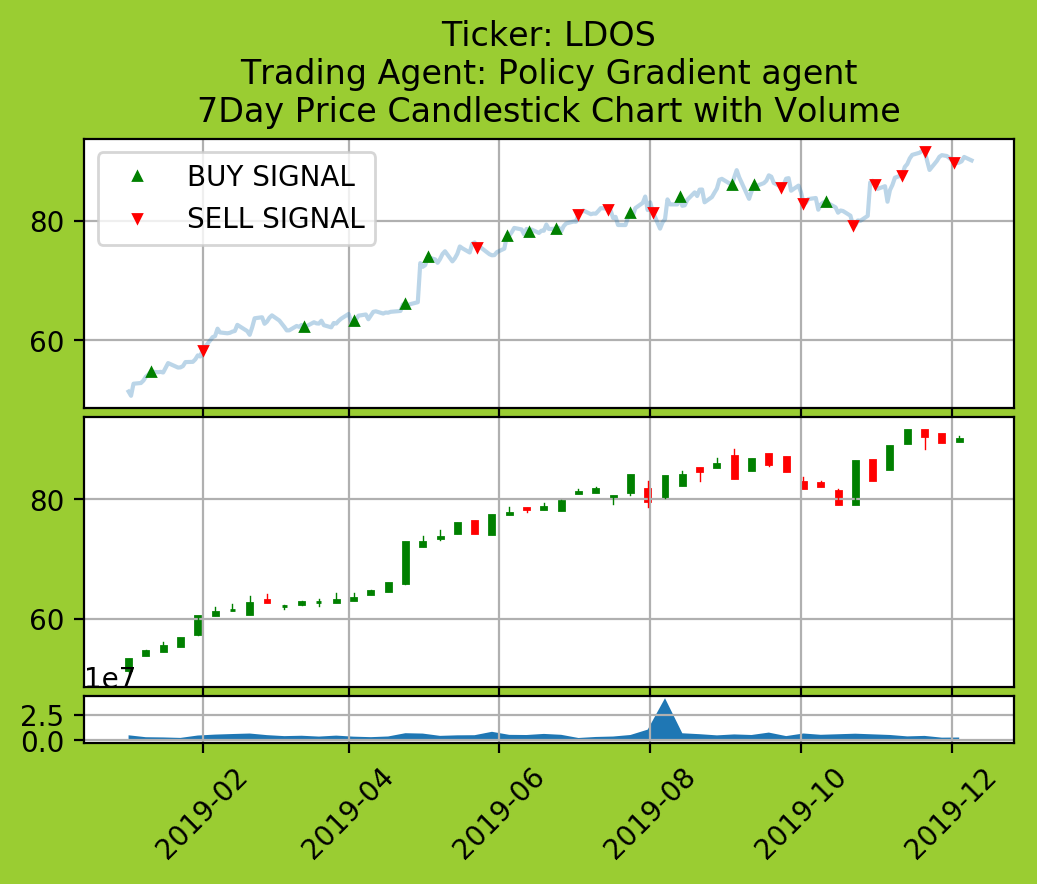 Ticker: LDOS
Trading Agent: Policy Gradient agent
7Day Price Candlestick Chart with Volume
BUY SIGNAL
SELL SIGNAL
80
60
80
60
1e7
2.5
0.0
2019-02
2019-04
2019-06
2019-08
2019-10
2019-12